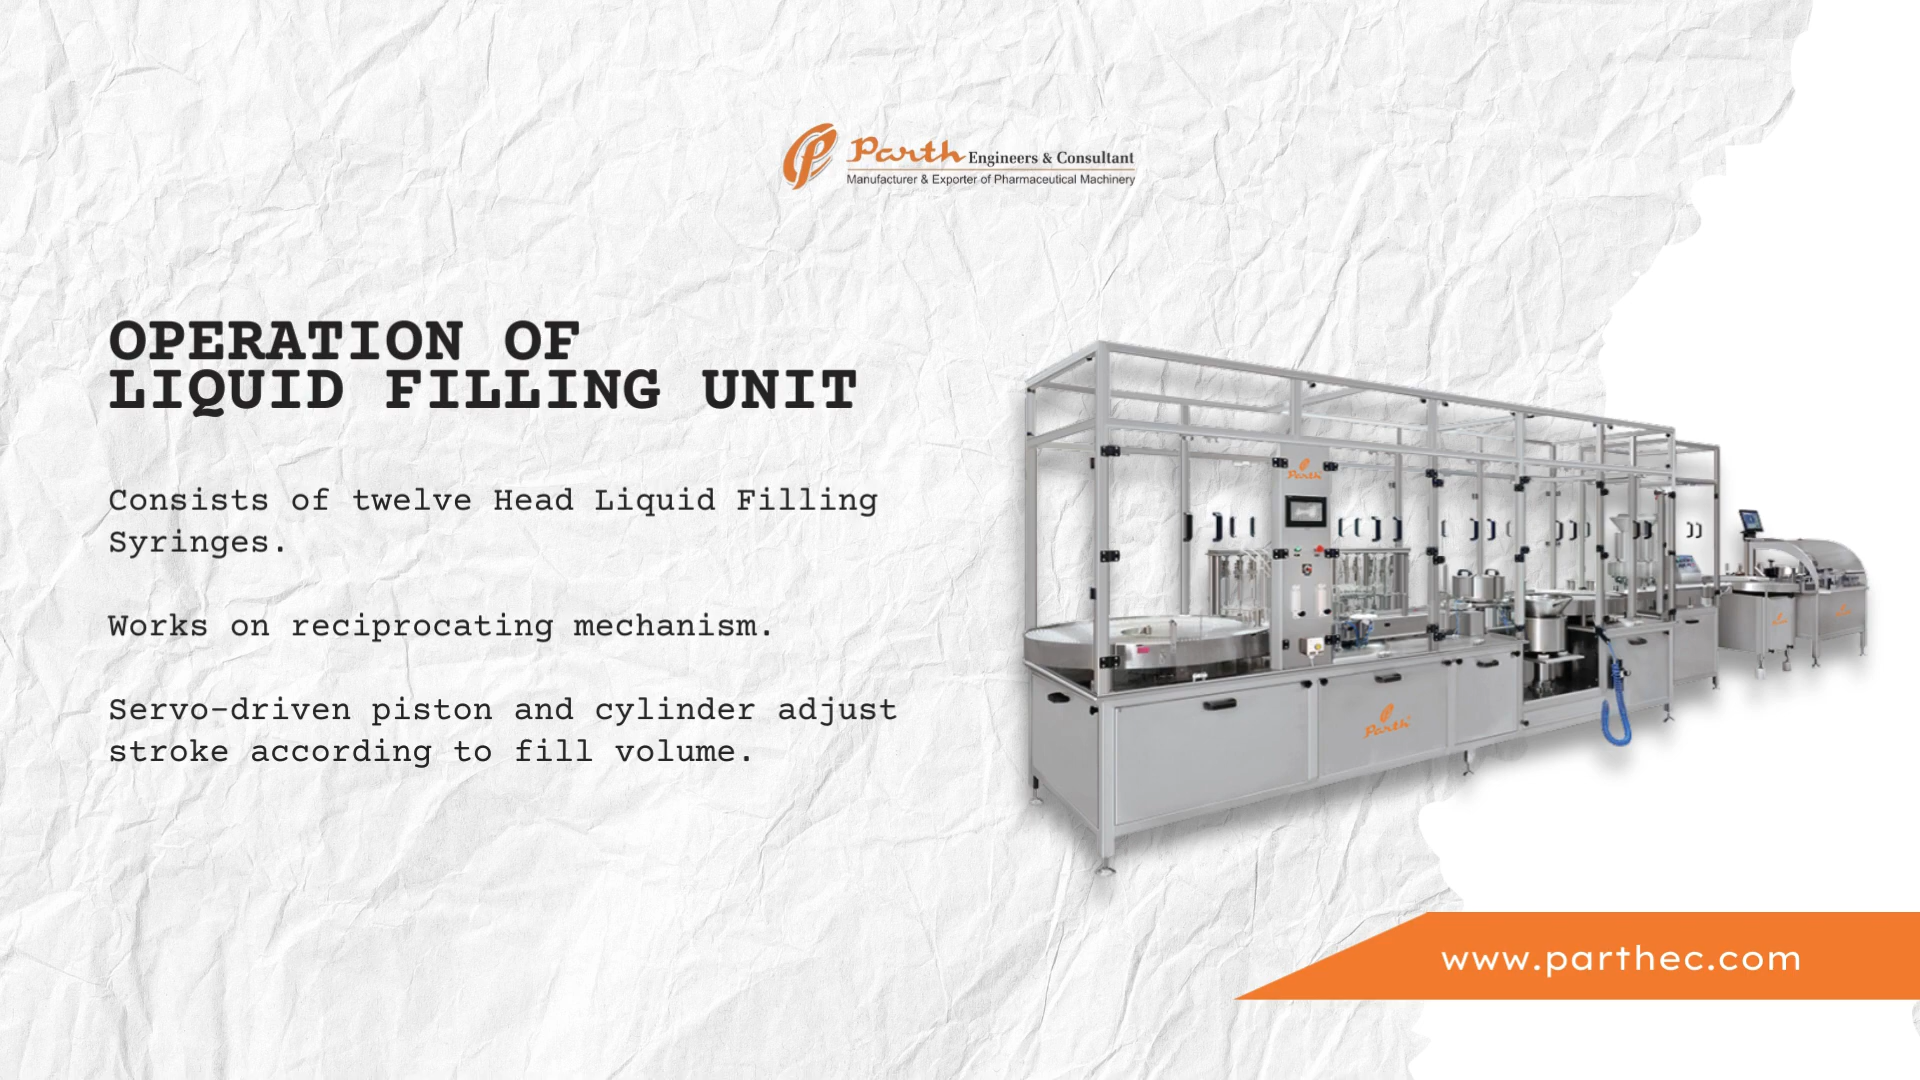 Parth Engineers & Consultant
Manufacturer & Exporter of Pharmaceutical Machinery
OPERATION OF
LIQUID FILLING UNIT
Consists of twelve Head Liquid Filling
Syringes.
Works on reciprocating mechanism.
Servo-driven piston and cylinder adjust
stroke according to fill volume.
Parth
Parth
www.parthec.com